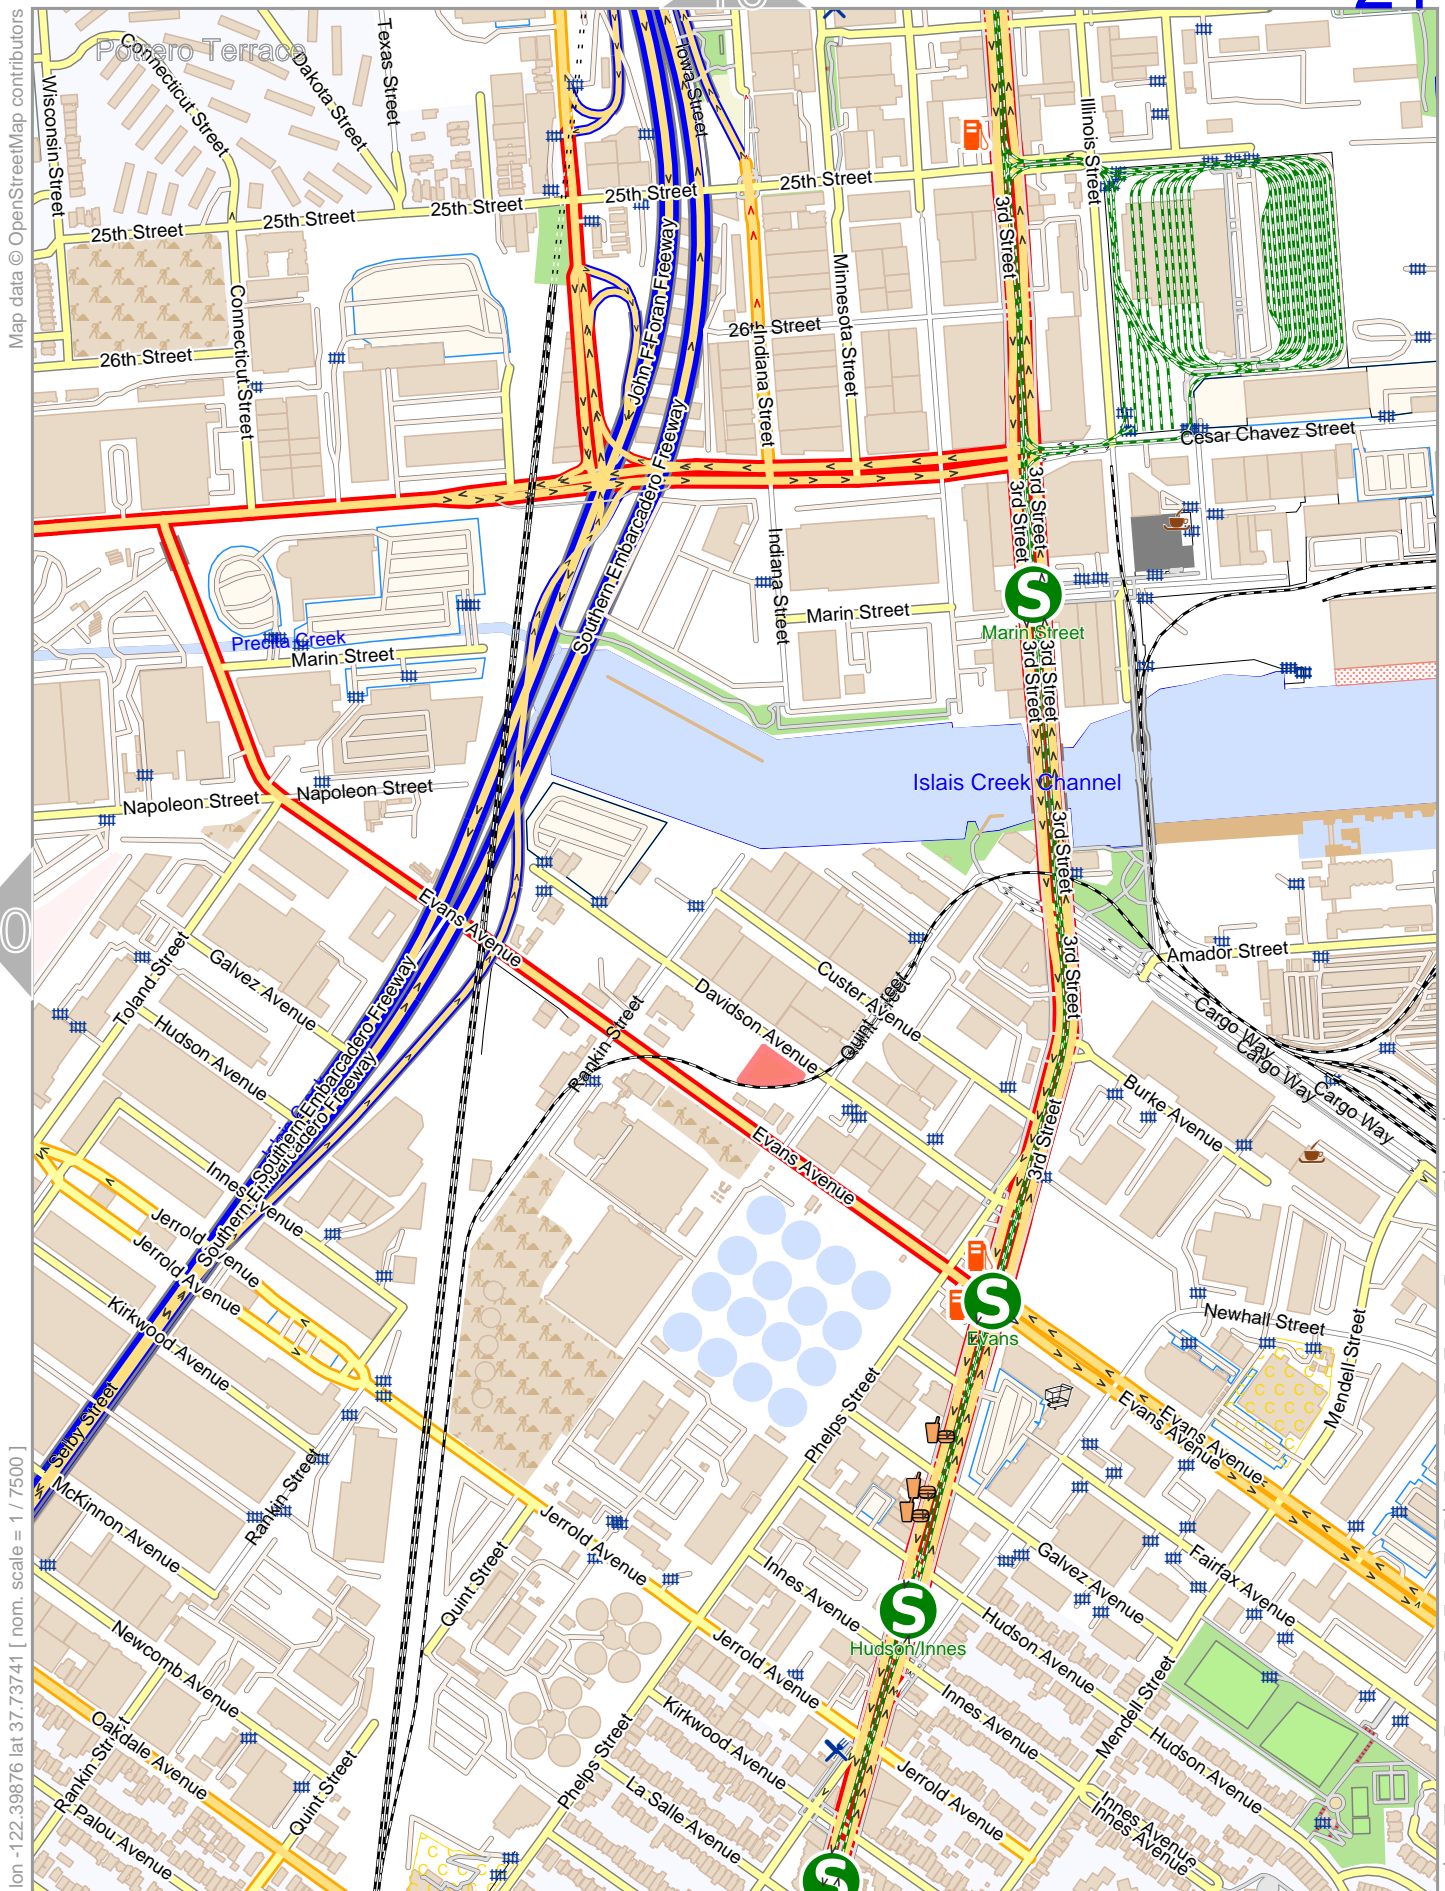 Map data © OpenStreetMap contributors
lon -122.39876 lat 37.73741 [ nom. scale = 1 / 7500 ]
0
Potrero Terrace
Wisconsin Street
Connecticut Street
Dakota Street
Texas Street
Iowa Street
Illinois Street
25th Street
25th Street
25th Street
25th Street
25th Street
3rd Street
John F Foran Freeway
Connecticut Street
Minnesota Street
26th Street
26th Street
Indiana Street
Cesar Chavez Street
Southern Embarcadero Freeway
3rd Street
3rd Street
Indiana Street
Marin Street
S
Marin Street
Precita Creek
Marin Street
3rd Street
3rd Street
Islais Creek Channel
Napoleon Street
Napoleon Street
3rd Street
Evans Avenue
Toland Street
Galvez Avenue
Hudson Avenue
Custer Avenue
Davidson Avenue
Quint Street
3rd Street
Amador Street
Cargo Way
Cargo Way
Cargo Way
Rankin Street
Southern Embarcadero Freeway
Southern Embarcadero Freeway
Burke Avenue
3rd Street
Evans Avenue
Innes Avenue
Jerrold Avenue
Jerrold Avenue
Kirkwood Avenue
S
Evans
Newhall Street
Mendell Street
Selby Street
Evans Avenue
Evans Avenue
Phelps Street
McKinnon Avenue
Rankin Street
Jerrold Avenue
Quint Street
Innes Avenue
Galvez Avenue
Fairfax Avenue
S
Hudson/Innes
Hudson Avenue
Newcomb Avenue
Jerrold Avenue
Innes Avenue
Mendell Street
Hudson Avenue
Kirkwood Avenue
Oakdale Avenue
Rankin Street
Quint Street
Phelps Street
La Salle Avenue
Jerrold Avenue
Innes Avenue
Innes Avenue
Palou Avenue
S